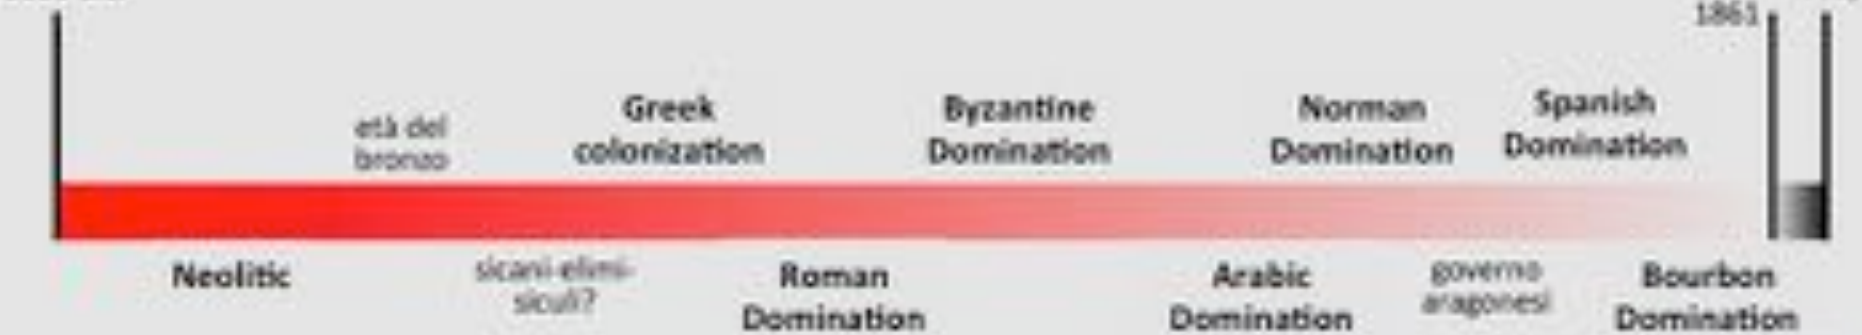 1861
età del
bronzo
Greek
colonization
Byzantine
Domination
Norman
Domination
Spanish
Domination
Neolitic
sicani-elimi-
siculi?
Roman
Domination
Arabic
Domination
governo
aragonesi
Bourbon
Domination